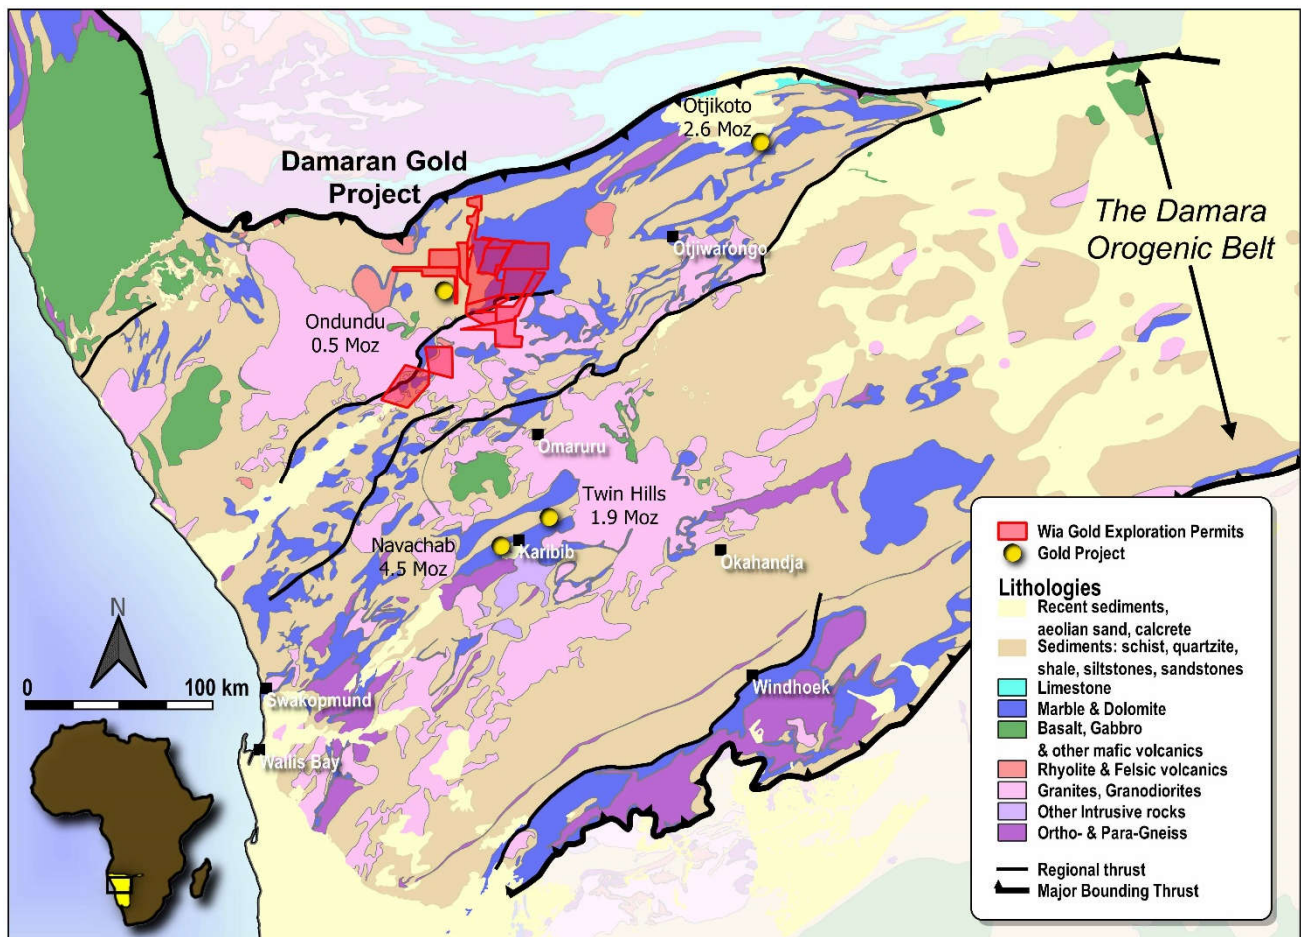 Otjikoto
2.6 Moz
Damaran Gold
Project
The Damara
Orogenic Belt
Otjiwarongo
Ondundu
0.5 Moz
Omaruru
Twin Hills
1.9 Moz
Navachab
4.5 Moz
Karibib
Okahandja
N
0 100 km
Swakopmund
Wallis Bay
Windhoek
Wia Gold Exploration Permits
Gold Project
Lithologies
Recent sediments,
aeolian sand, calcrete
Sediments: schist, quartzite,
shale, siltstones, sandstones
Limestone
Marble & Dolomite
Basalt, Gabbro
& other mafic volcanics
Rhyolite & Felsic volcanics
Granites, Granodiorites
Other Intrusive rocks
Ortho- & Para-Gneiss
Regional thrust
Major Bounding Thrust